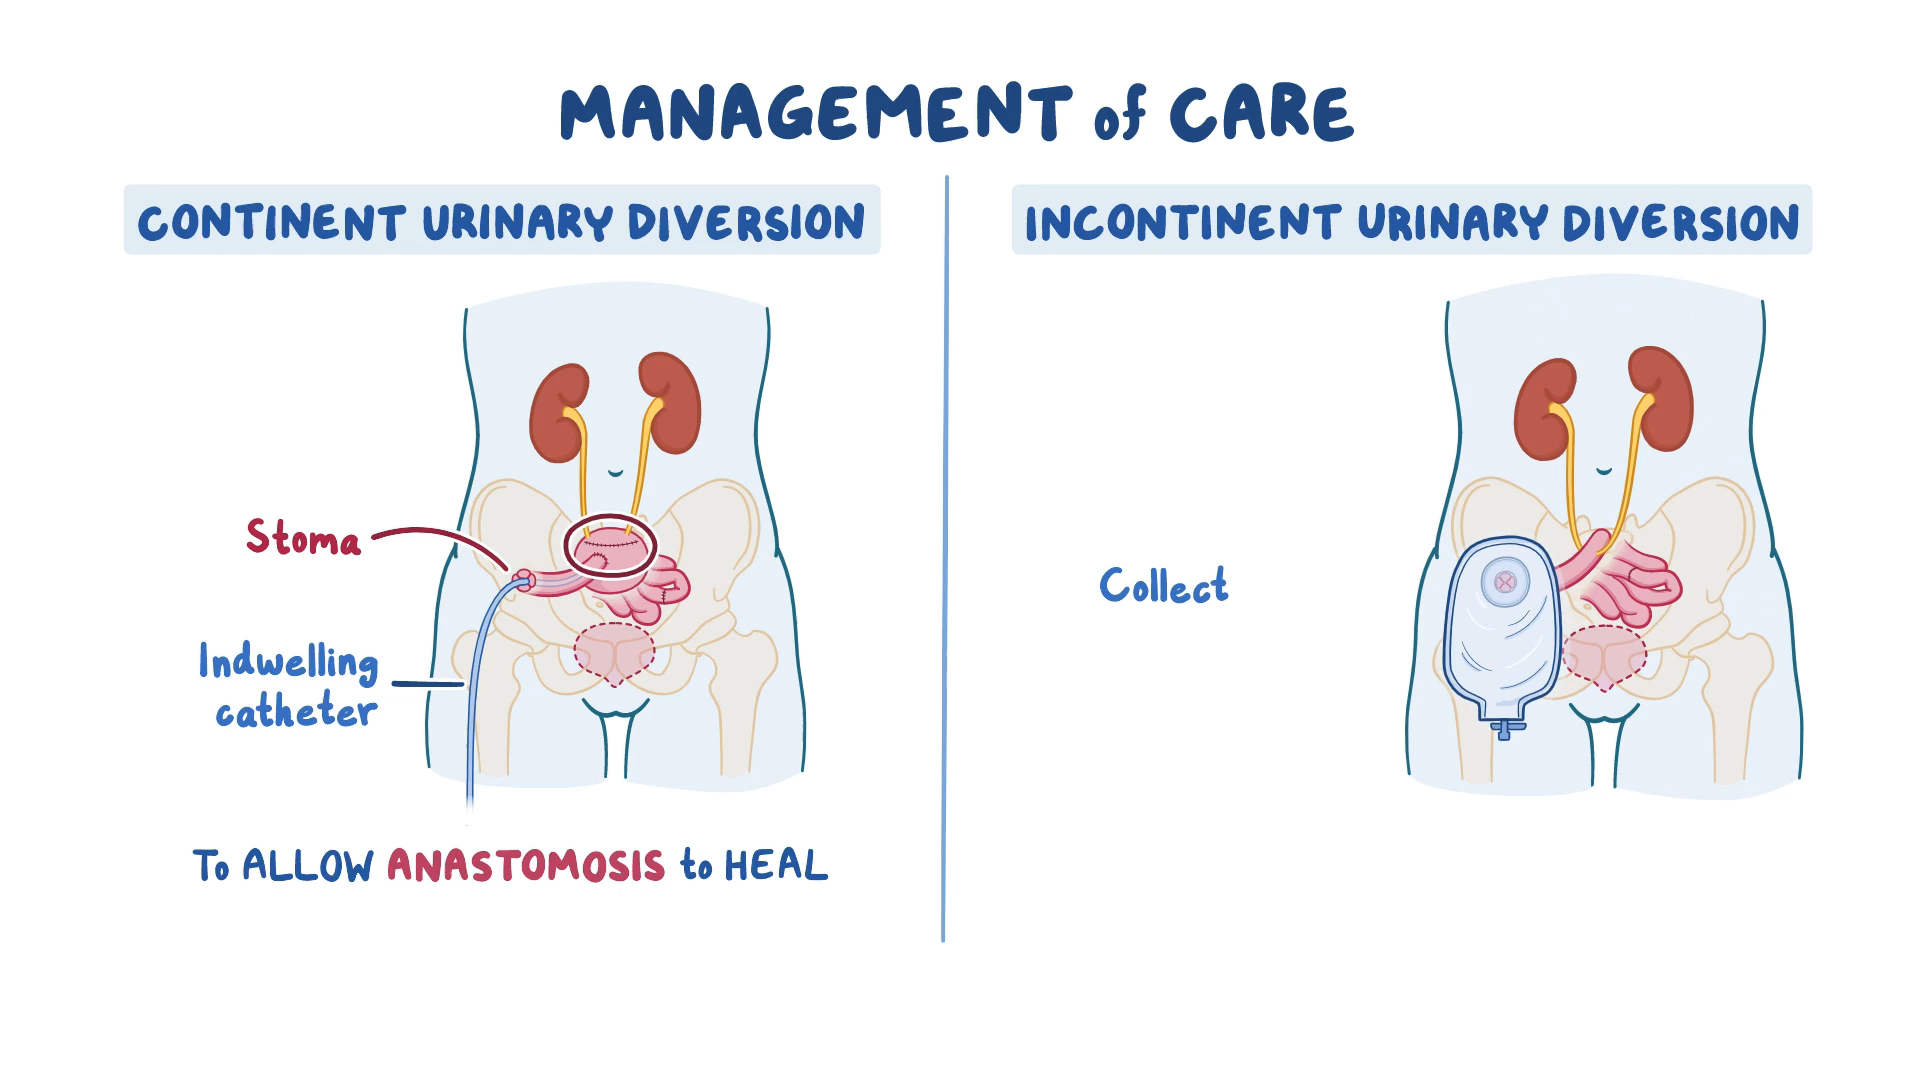 MANAGEMENT of CARE
CONTINENT URINARY DIVERSION
Stoma
Indwelling
catheter
To ALLOW ANASTOMOSIS to HEAL
INCONTINENT URINARY DIVERSION
Collect